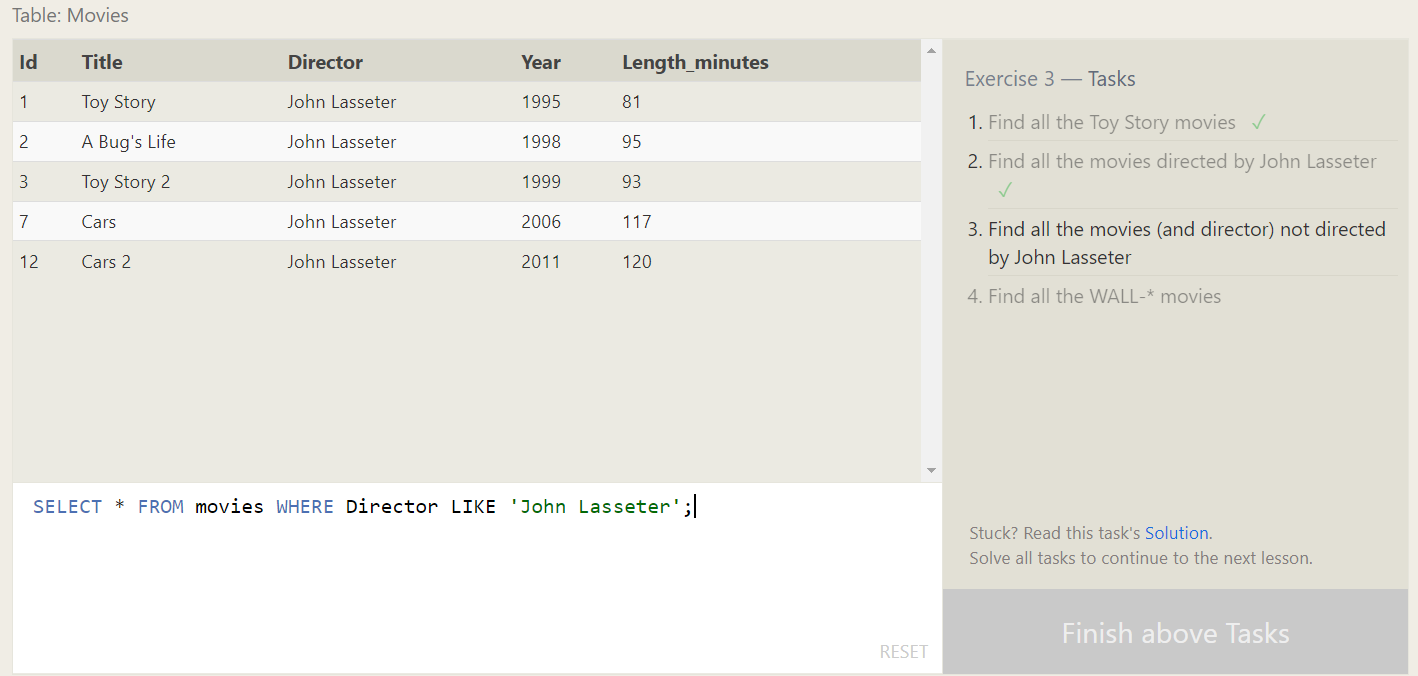 Table: Movies
Id Title Director Year Length_minutes
1 Toy Story John Lasseter 1995 81
2 A Bug's Life John Lasseter 1998 95
3 Toy Story 2 John Lasseter 1999 93
7 Cars John Lasseter 2006 117
12 Cars 2 John Lasseter 2011 120
SELECT * FROM movies WHERE Director LIKE 'John Lasseter';
RESET
Exercise 3 — Tasks
1. Find all the Toy Story movies ✓
2. Find all the movies directed by John Lasseter
✓
3. Find all the movies (and director) not directed
by John Lasseter
4. Find all the WALL-* movies
Stuck? Read this task's Solution.
Solve all tasks to continue to the next lesson.
Finish above Tasks